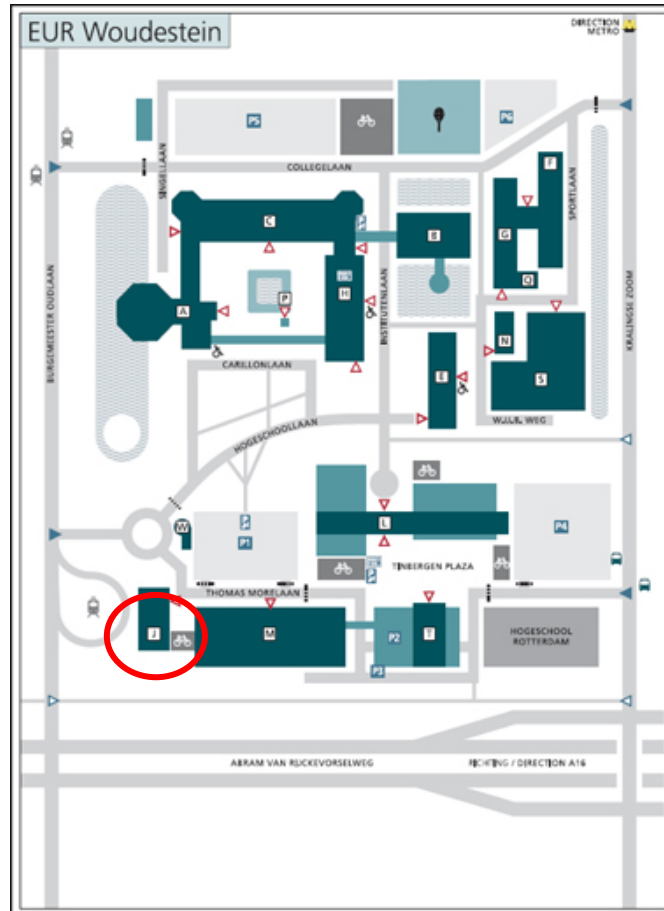 EUR Woudestein
DIRECTION
METRO
P5
P6
COLLEGELAAN
SINGELLAAN
SPORTLAAN
F
C
G
B
BURGEMEESTER OUDLAAN
INSTITUTENLAAN
KRALINGSE ZOOM
H
Q
P
A
N
CARILLONLAAN
E
S
HOGESCHOOLLAAN
L
W
P1
P4
TINBERGEN PLAZA
THOMAS MORELAAN
J
M
P2
T
HOGESCHOOL
ROTTERDAM
P3
ABRAM VAN RIJCKEVORSELWEG
RICHTING / DIRECTION A16